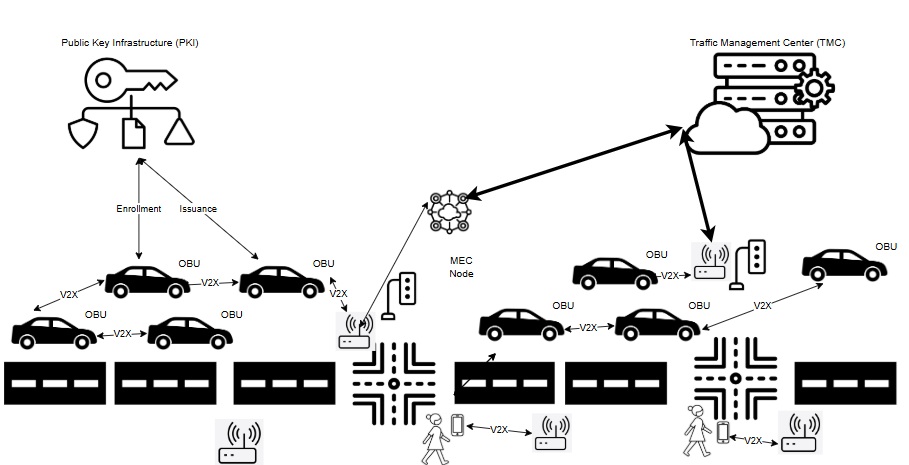 Public Key Infrastructure (PKI)
Traffic Management Center (TMC)
Enrollment
Issuance
MEC
Node
OBU
OBU
OBU
OBU
V2X
V2X
V2X
V2X
V2X
OBU
OBU
OBU
OBU
V2X
V2X
V2X
V2X
V2X